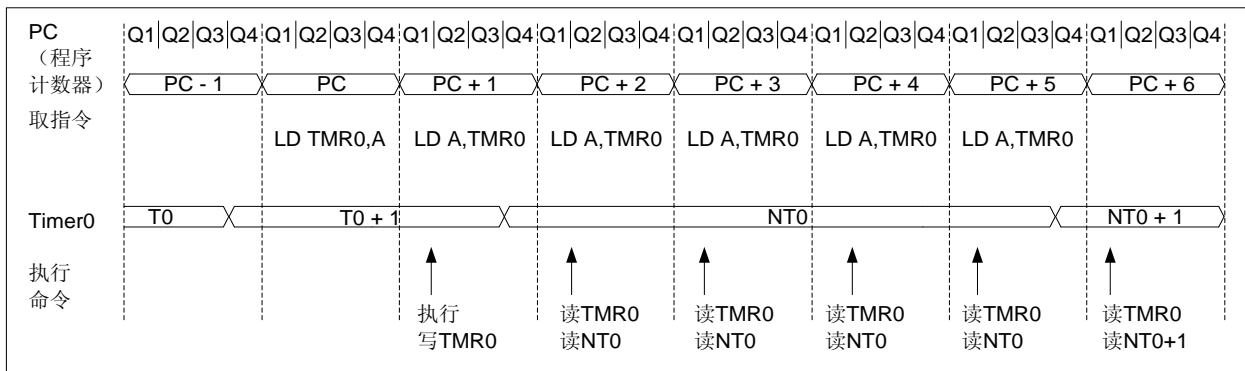 PC
（程序
计数器）
Q1 Q2 Q3 Q4 Q1 Q2 Q3 Q4 Q1 Q2 Q3 Q4 Q1 Q2 Q3 Q4 Q1 Q2 Q3 Q4 Q1 Q2 Q3 Q4 Q1 Q2 Q3 Q4 Q1 Q2 Q3 Q4
PC - 1 PC PC + 1 PC + 2 PC + 3 PC + 4 PC + 5 PC + 6
取指令
LD TMR0,A LD A,TMR0 LD A,TMR0 LD A,TMR0 LD A,TMR0 LD A,TMR0
Timer0 T0 T0 + 1 NT0 NT0 + 1
执行
命令
执行
写TMR0
读TMR0
读NT0
读TMR0
读NT0
读TMR0
读NT0
读TMR0
读NT0
读TMR0
读NT0+1